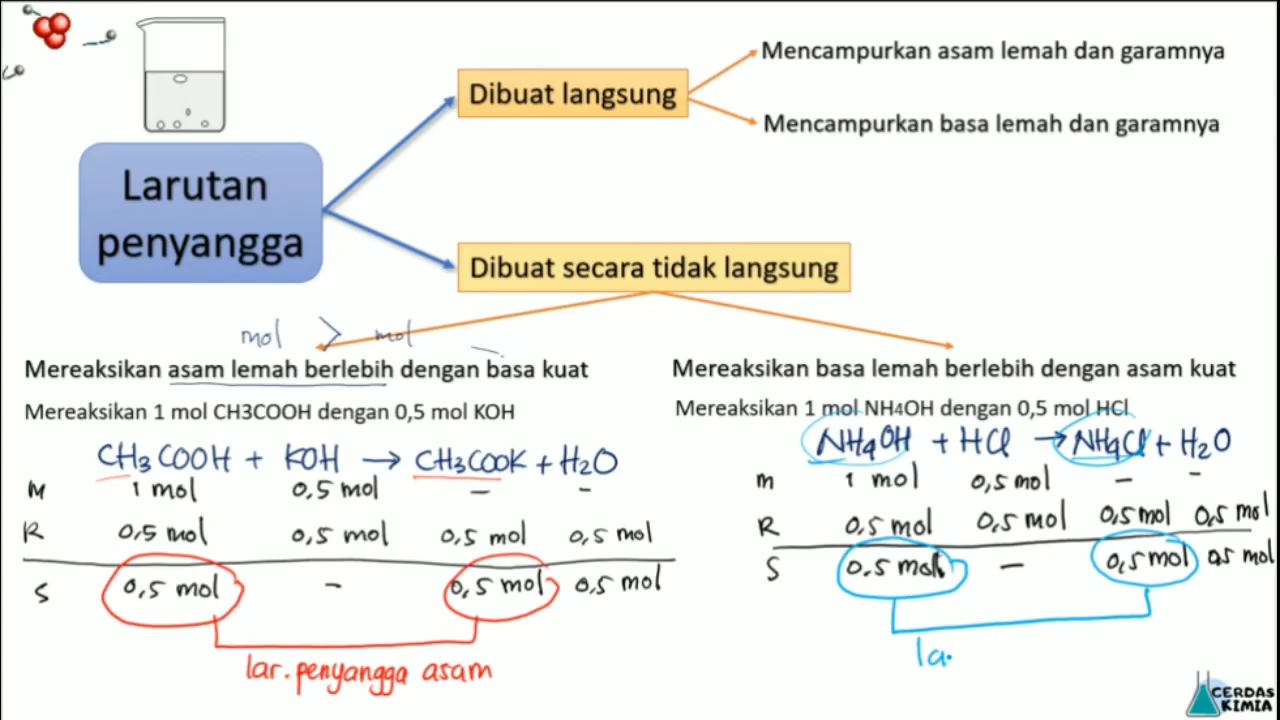 Larutan
penyangga
Dibuat langsung
Mencampurkan asam lemah dan garamnya
Mencampurkan basa lemah dan garamnya
Dibuat secara tidak langsung
mol > mol
Mereaksikan asam lemah berlebih dengan basa kuat
Mereaksikan 1 mol CH3COOH dengan 0,5 mol KOH
CH3COOH + KOH → CH3COOK + H2O
M 1 mol 0,5 mol - -
R 0,5 mol 0,5 mol 0,5 mol 0,5 mol
S 0,5 mol - 0,5 mol 0,5 mol
lar. penyangga asam
Mereaksikan basa lemah berlebih dengan asam kuat
Mereaksikan 1 mol NH4OH dengan 0,5 mol HCl
NH4OH + HCl → NH4Cl + H2O
m 1 mol 0,5 mol - -
R 0,5 mol 0,5 mol 0,5 mol 0,5 mol
S 0.5 mol - 0,5 mol 0,5 mol
la.
CERDAS
KIMIA